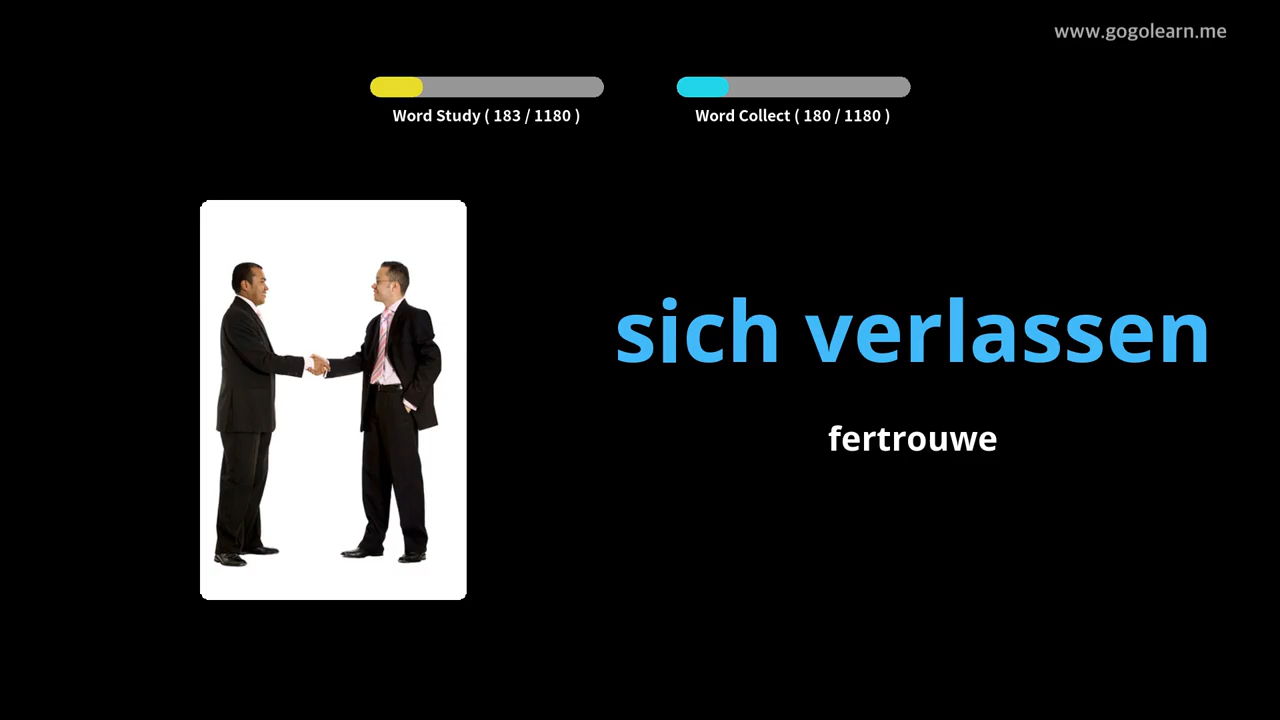 www.gogolearn.me
Word Study ( 183 / 1180 )
Word Collect ( 180 / 1180 )
sich verlassen
fertrouwe